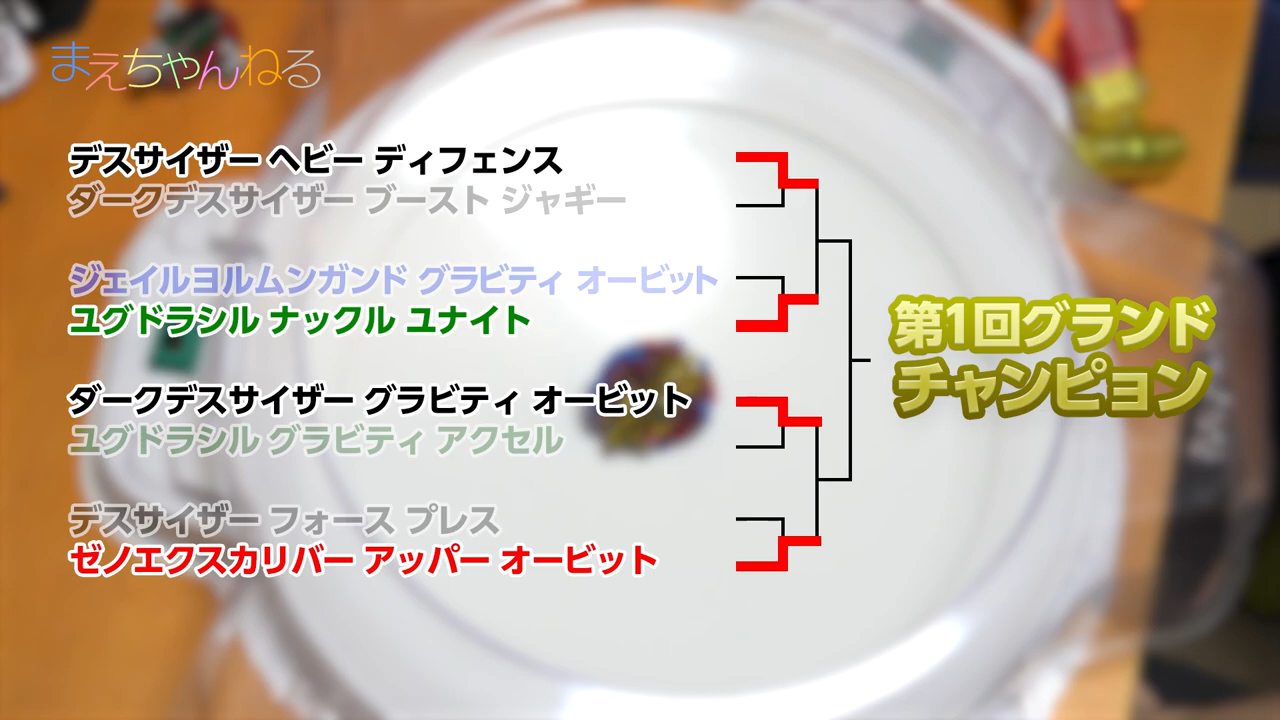 まえちゃんねる
デスサイザー ヘビー ディフェンス
ダークデスサイザー ブースト ジャギー
ジェイルヨルムンガンド グラビティ オービット
ユグドラシル ナックル ユナイト
ダークデスサイザー グラビティ オービット
ユグドラシル グラビティ アクセル
デスサイザー フォース プレス
ゼノエクスカリバー アッパー オービット
第1回グランド
チャンピョン